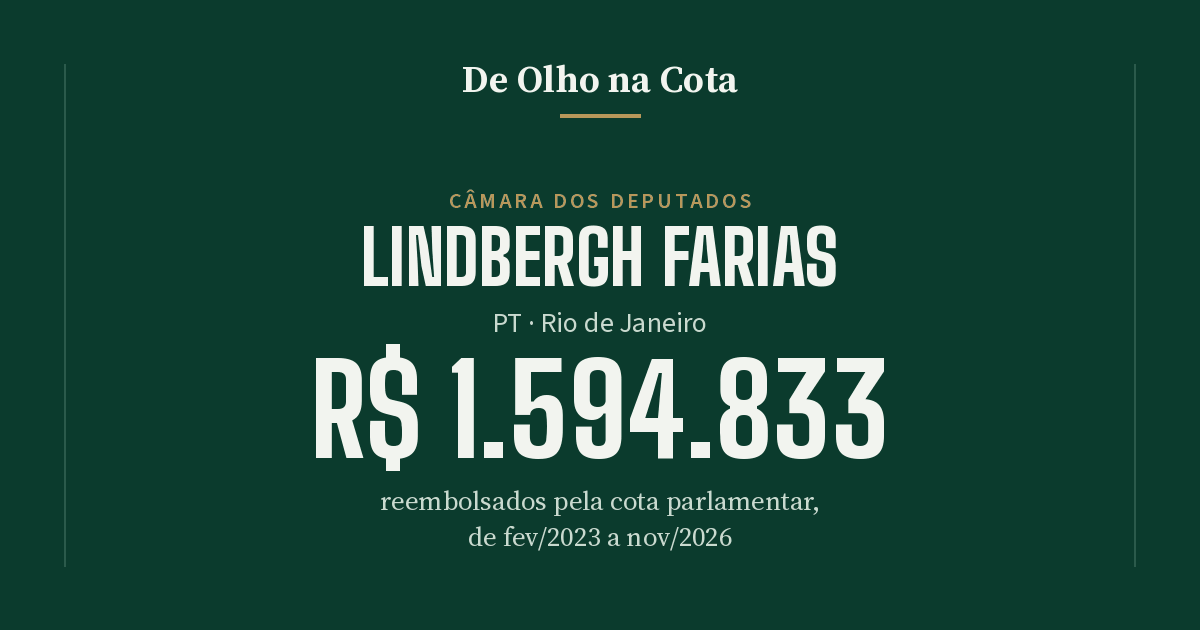 De Olho na Cota
CÂMARA DOS DEPUTADOS
LINDBERGH FARIAS
PT · Rio de Janeiro
R$ 1.594.833
reembolsados pela cota parlamentar,
de fev/2023 a nov/2026